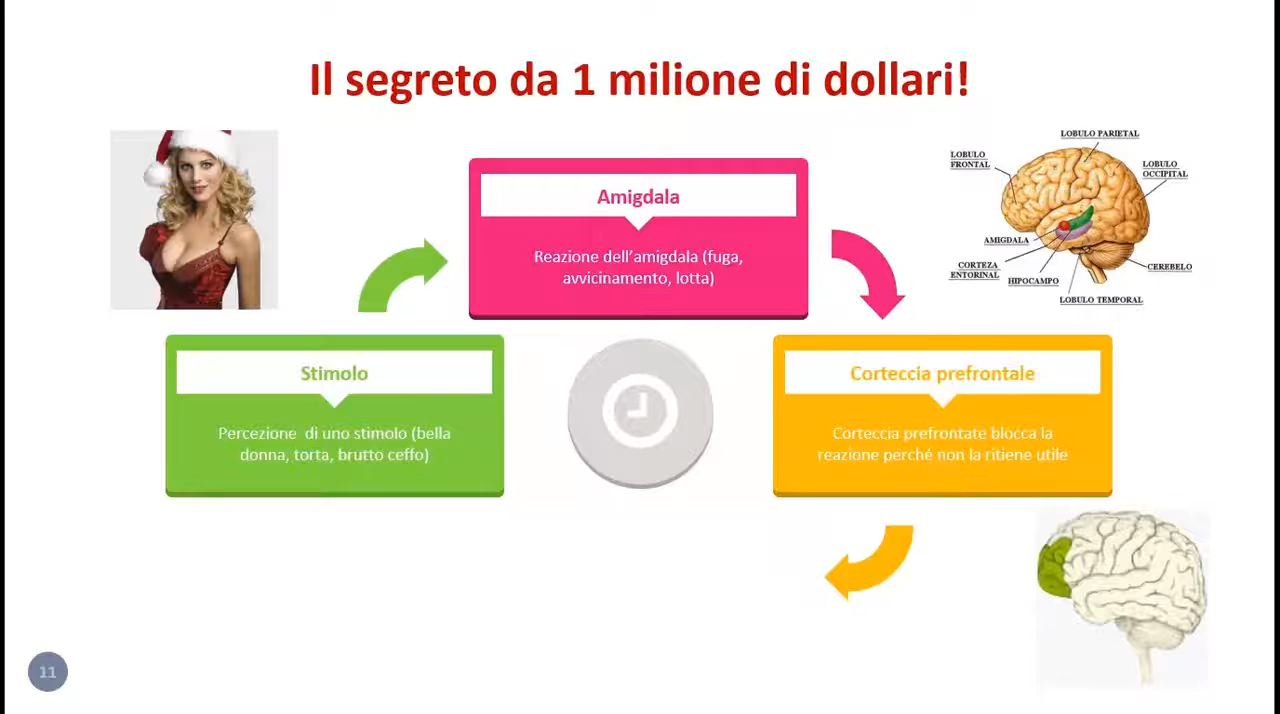 Il segreto da 1 milione di dollari!
LOBULO PARIETAL
LOBULO
FRONTAL
LOBULO
OCCIPITAL
AMIGDALA
CORTEZA
ENTORINAL
HIPOCAMPO
CEREBELO
LOBULO TEMPORAL
Amigdala
Reazione dell'amigdala (fuga,
avvicinamento, lotta)
Stimolo
Percezione di uno stimolo (bella
donna, torta, brutto ceffo)
Corteccia prefrontale
Corteccia prefrontate blocca la
reazione perché non la ritiene utile
11